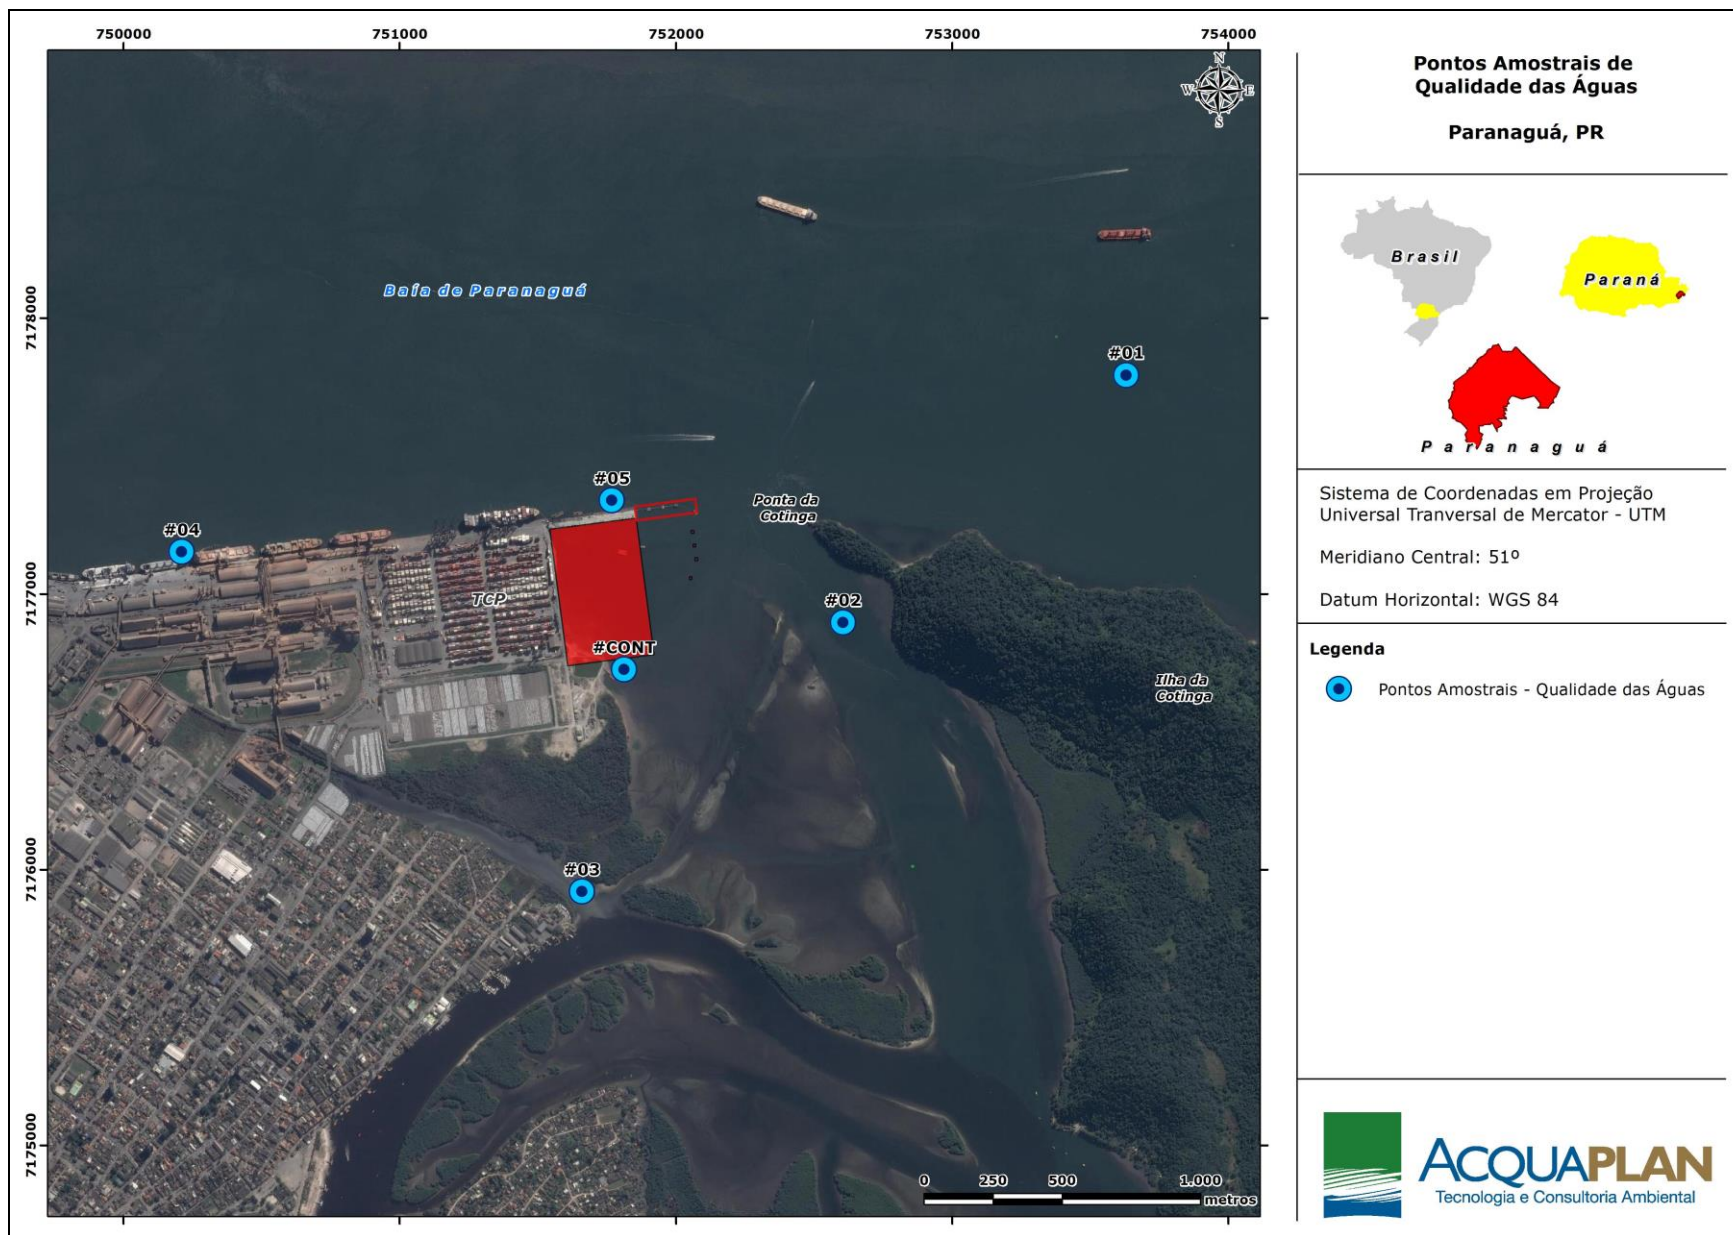 750000
751000
752000
753000
754000
N
W
E
S
Baía de Paranaguá
7178000
7177000
7176000
7175000
#01
#05
#04
Ponta da
Cotinga
TCP
#02
#CONT
Ilha da
Cotinga
#03
0
250
500
1.000
metros
Pontos Amostrais de
Qualidade das Águas
Paranaguá, PR
Brasil
Paraná
Paranaguá
Sistema de Coordenadas em Projeção
Universal Tranversal de Mercator - UTM
Meridiano Central: 51º
Datum Horizontal: WGS 84
Legenda
Pontos Amostrais - Qualidade das Águas
ACQUAPLAN
Tecnologia e Consultoria Ambiental